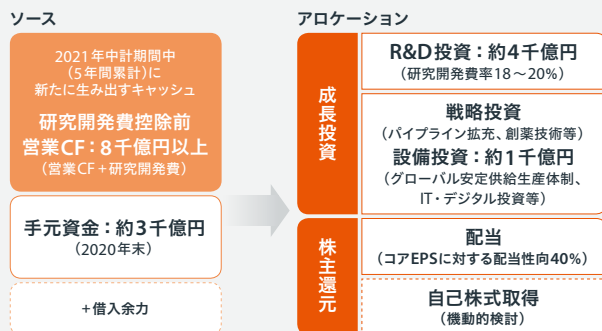 ソース
2021年中計期間中
(5年間累計)に
新たに生み出すキャッシュ
研究開発費控除前
営業CF：8千億円以上
(営業CF+研究開発費)
手元資金：約3千億円
(2020年末)
+借入余力
アロケーション
成長投資
R&D投資：約4千億円
(研究開発費率18～20%)
戦略投資
(パイプライン拡充、創薬技術等)
設備投資：約1千億円
(グローバル安定供給生産体制、
IT・デジタル投資等)
株主還元
配当
(コアEPSに対する配当性向40%)
自己株式取得
(機動的検討)